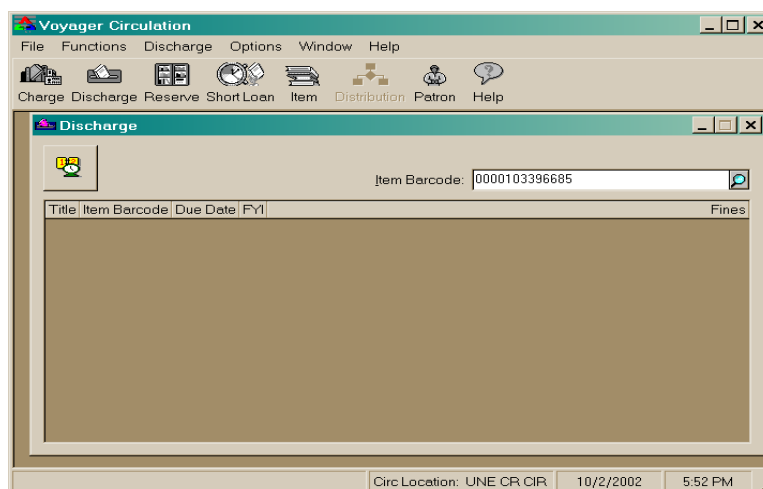 Voyager Circulation
File Functions Discharge Options Window Help
Charge Discharge Reserve Short Loan Item Distribution Patron Help
Discharge
Item Barcode: 0000103396685
Title Item Barcode Due Date FYI Fines
Circ Location: UNE CR CIR 10/2/2002 5:52 PM